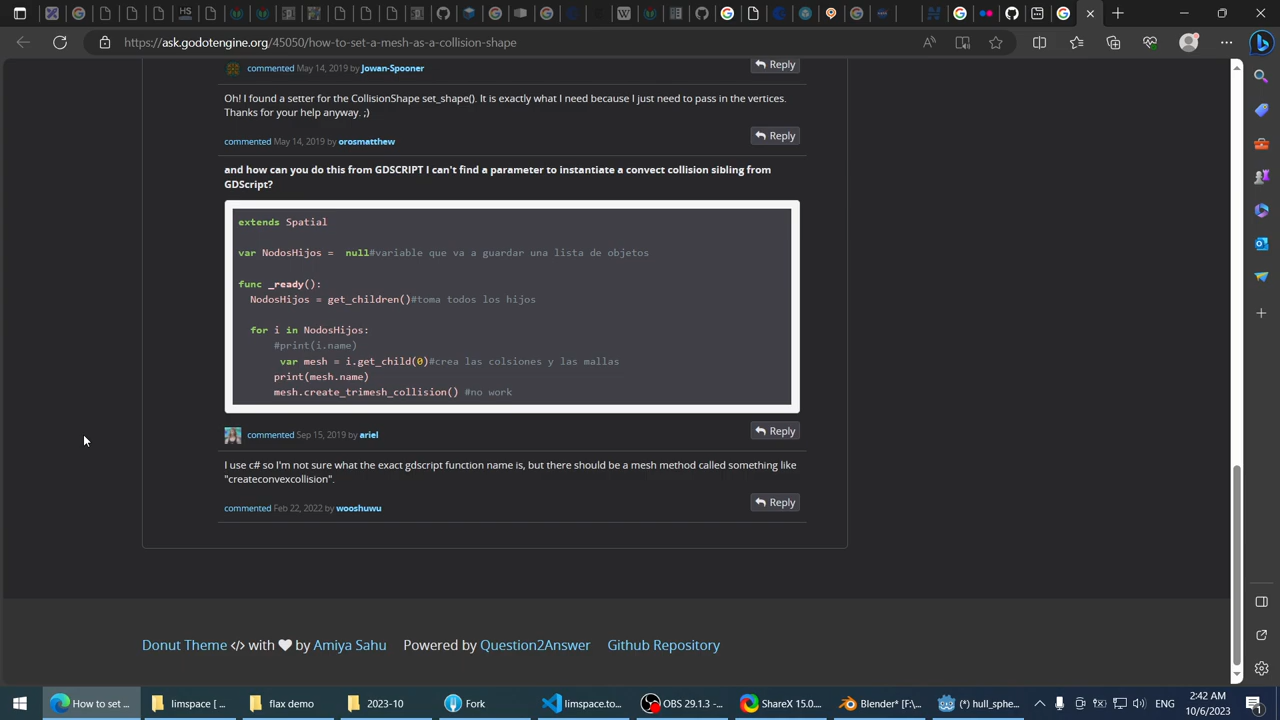 https://ask.godotengine.org/45050/how-to-set-a-mesh-as-a-collision-shape
commented May 14, 2019 by Jowan-Spooner
Reply
Oh! I found a setter for the CollisionShape set_shape(). It is exactly what I need because I just need to pass in the vertices.
Thanks for your help anyway. ;)
commented May 14, 2019 by orosmatthew
Reply
and how can you do this from GDSCRIPT I can't find a parameter to instantiate a convect collision sibling from
GDScript?
extends Spatial
var NodosHijos =  null#variable que va a guardar una lista de objetos
func _ready():
NodosHijos = get_children()#toma todos los hijos
for i in NodosHijos:
#print(i.name)
var mesh = i.get_child(0)#crea las colsiones y las mallas
print(mesh.name)
mesh.create_trimesh_collision() #no work
commented Sep 15, 2019 by ariel
Reply
I use c# so I'm not sure what the exact gdscript function name is, but there should be a mesh method called something like
"createconvexcollision".
commented Feb 22, 2022 by wooshuwu
Reply
Donut Theme </> with by Amiya Sahu Powered by Question2Answer Github Repository
How to set ...
limspace [ ...
flax demo
2023-10
Fork
limspace.to...
OBS 29.1.3 - ...
ShareX 15.0...
Blender* [F:\...
(*) hull_sphe...
2:42 AM
10/6/2023